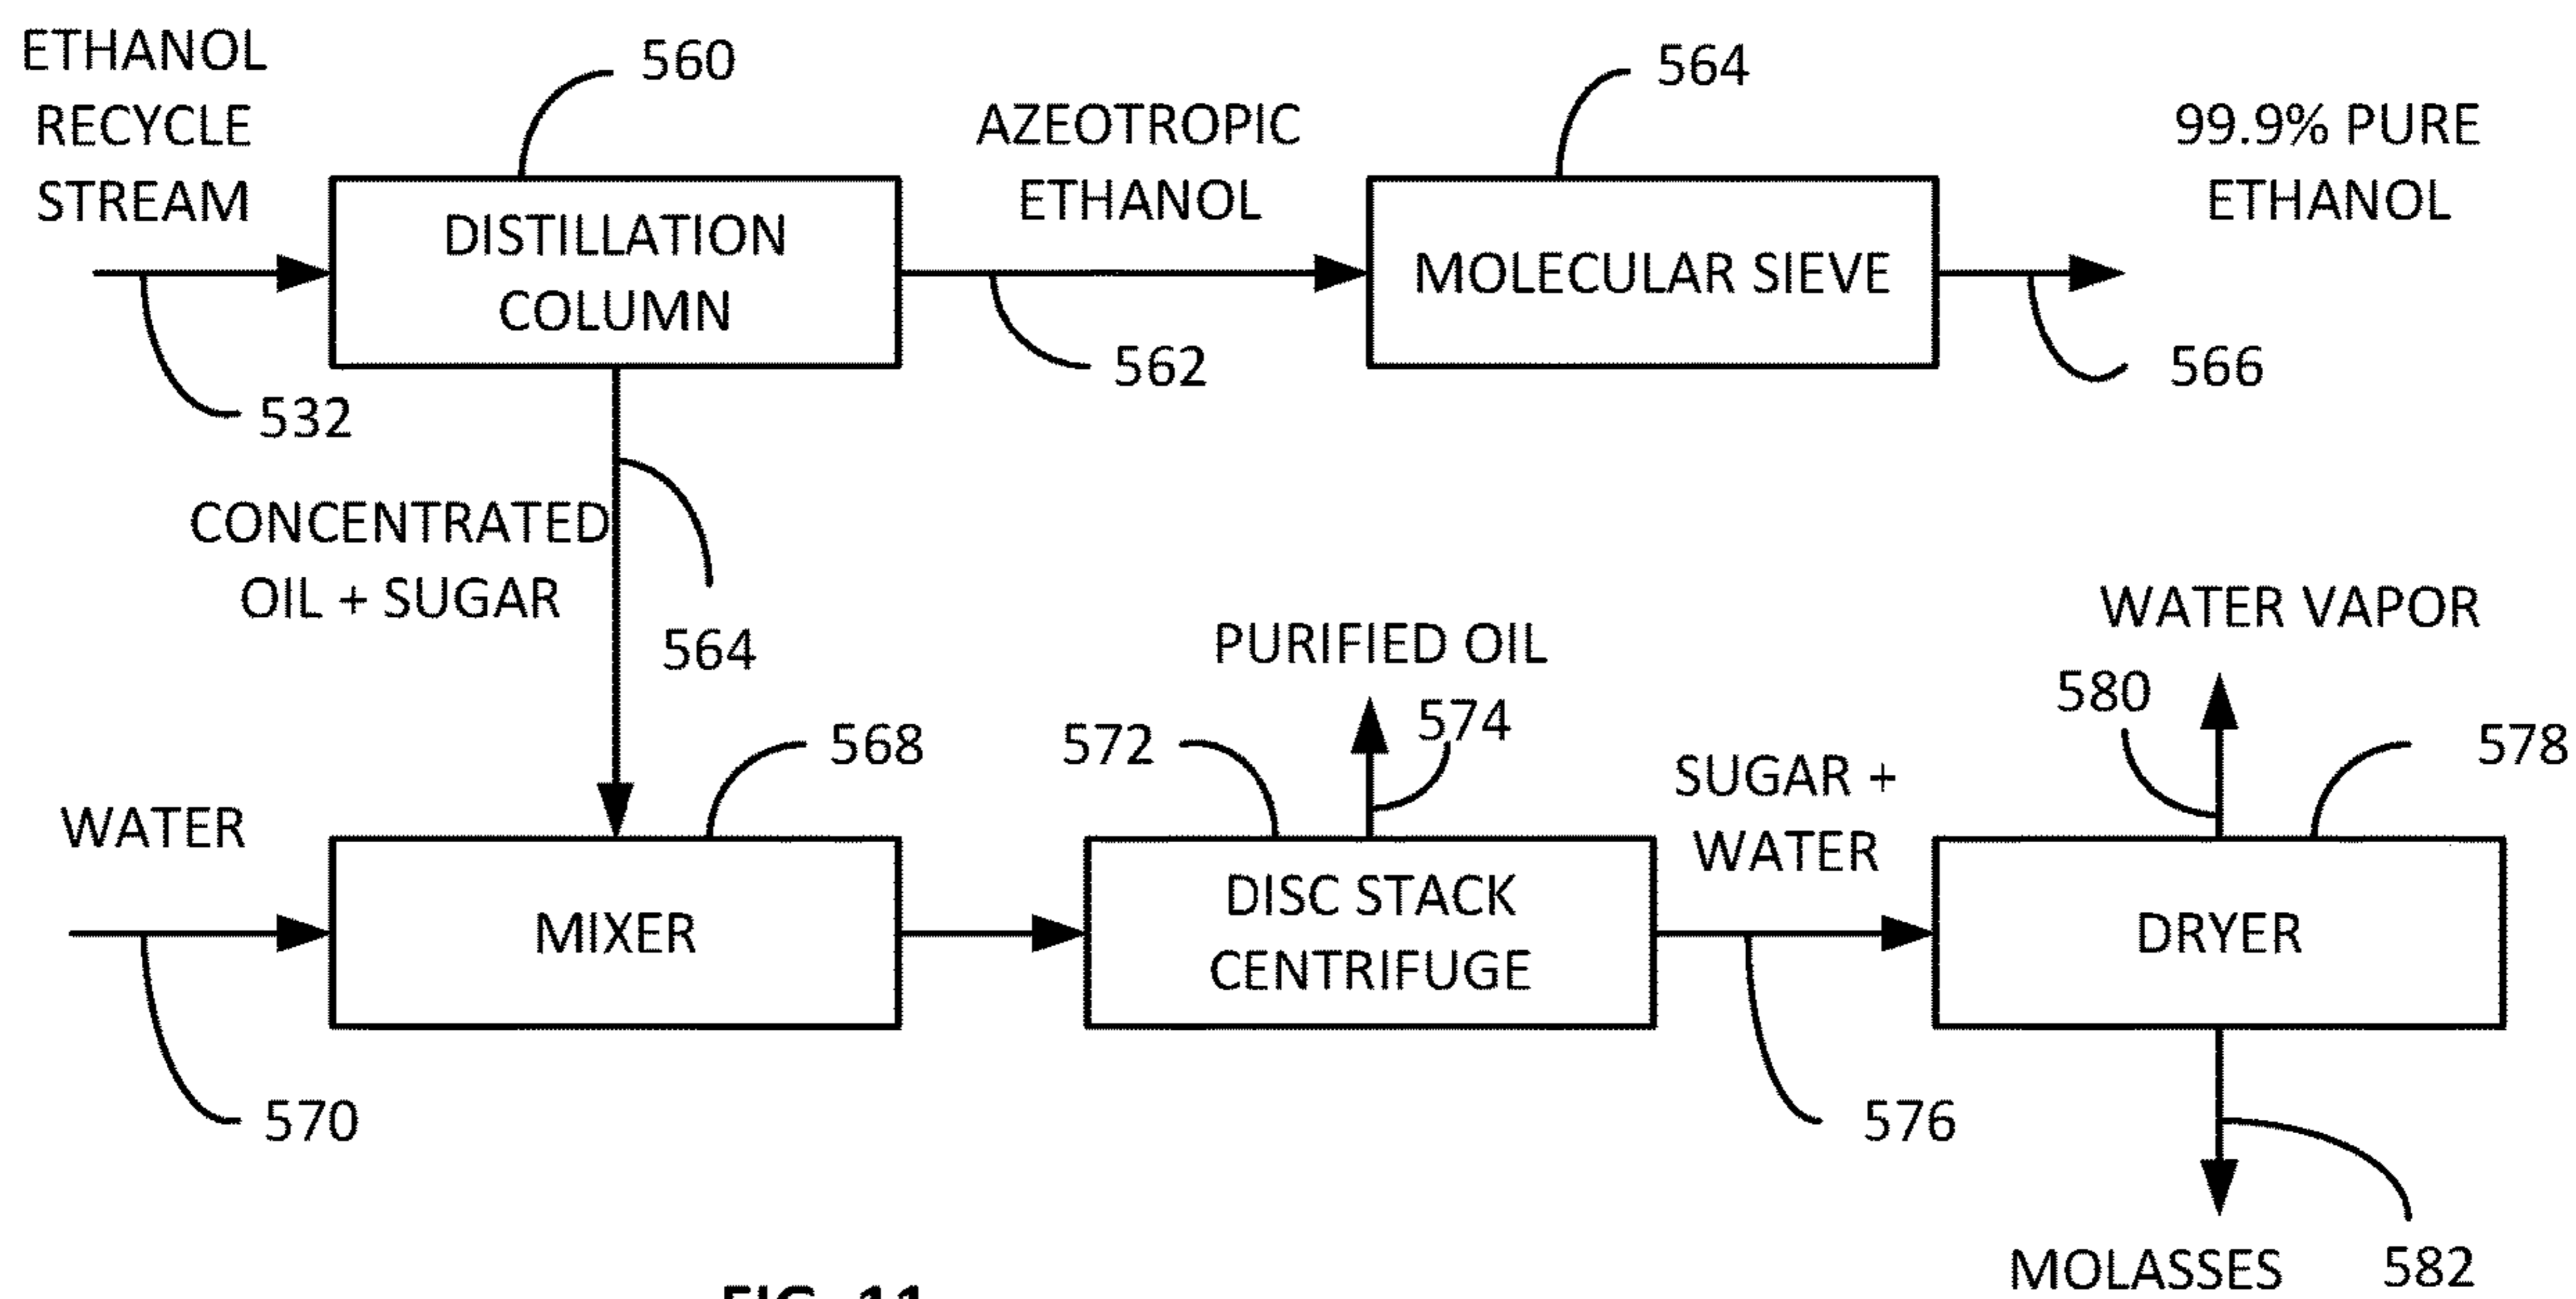 ETHANOL
RECYCLE
STREAM
560
AZEOTROPIC
ETHANOL
564
99.9% PURE
ETHANOL
DISTILLATION
COLUMN
MOLECULAR SIEVE
532
562
566
CONCENTRATED
OIL + SUGAR
564
PURIFIED OIL
WATER VAPOR
568
572
574
SUGAR +
WATER
580
578
WATER
MIXER
DISC STACK
CENTRIFUGE
DRYER
570
576
MOLASSES
582
FIG. 11